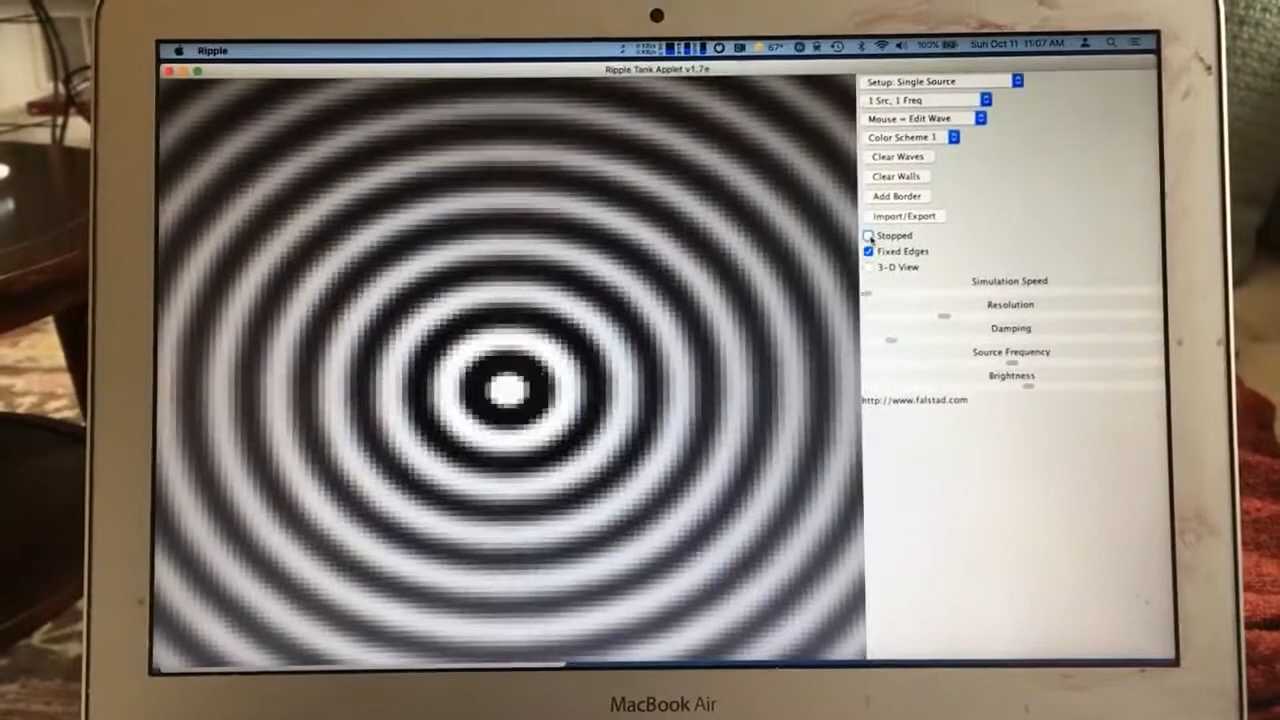 Ripple
67°
100%
Sun Oct 11 11:07 AM
Ripple Tank Applet v1.7e
Setup: Single Source
1 Src, 1 Freq
Mouse = Edit Wave
Color Scheme 1
Clear Waves
Clear Walls
Add Border
Import/Export
Stopped
Fixed Edges
3-D View
Simulation Speed
Resolution
Damping
Source Frequency
Brightness
http://www.falstad.com
MacBook Air